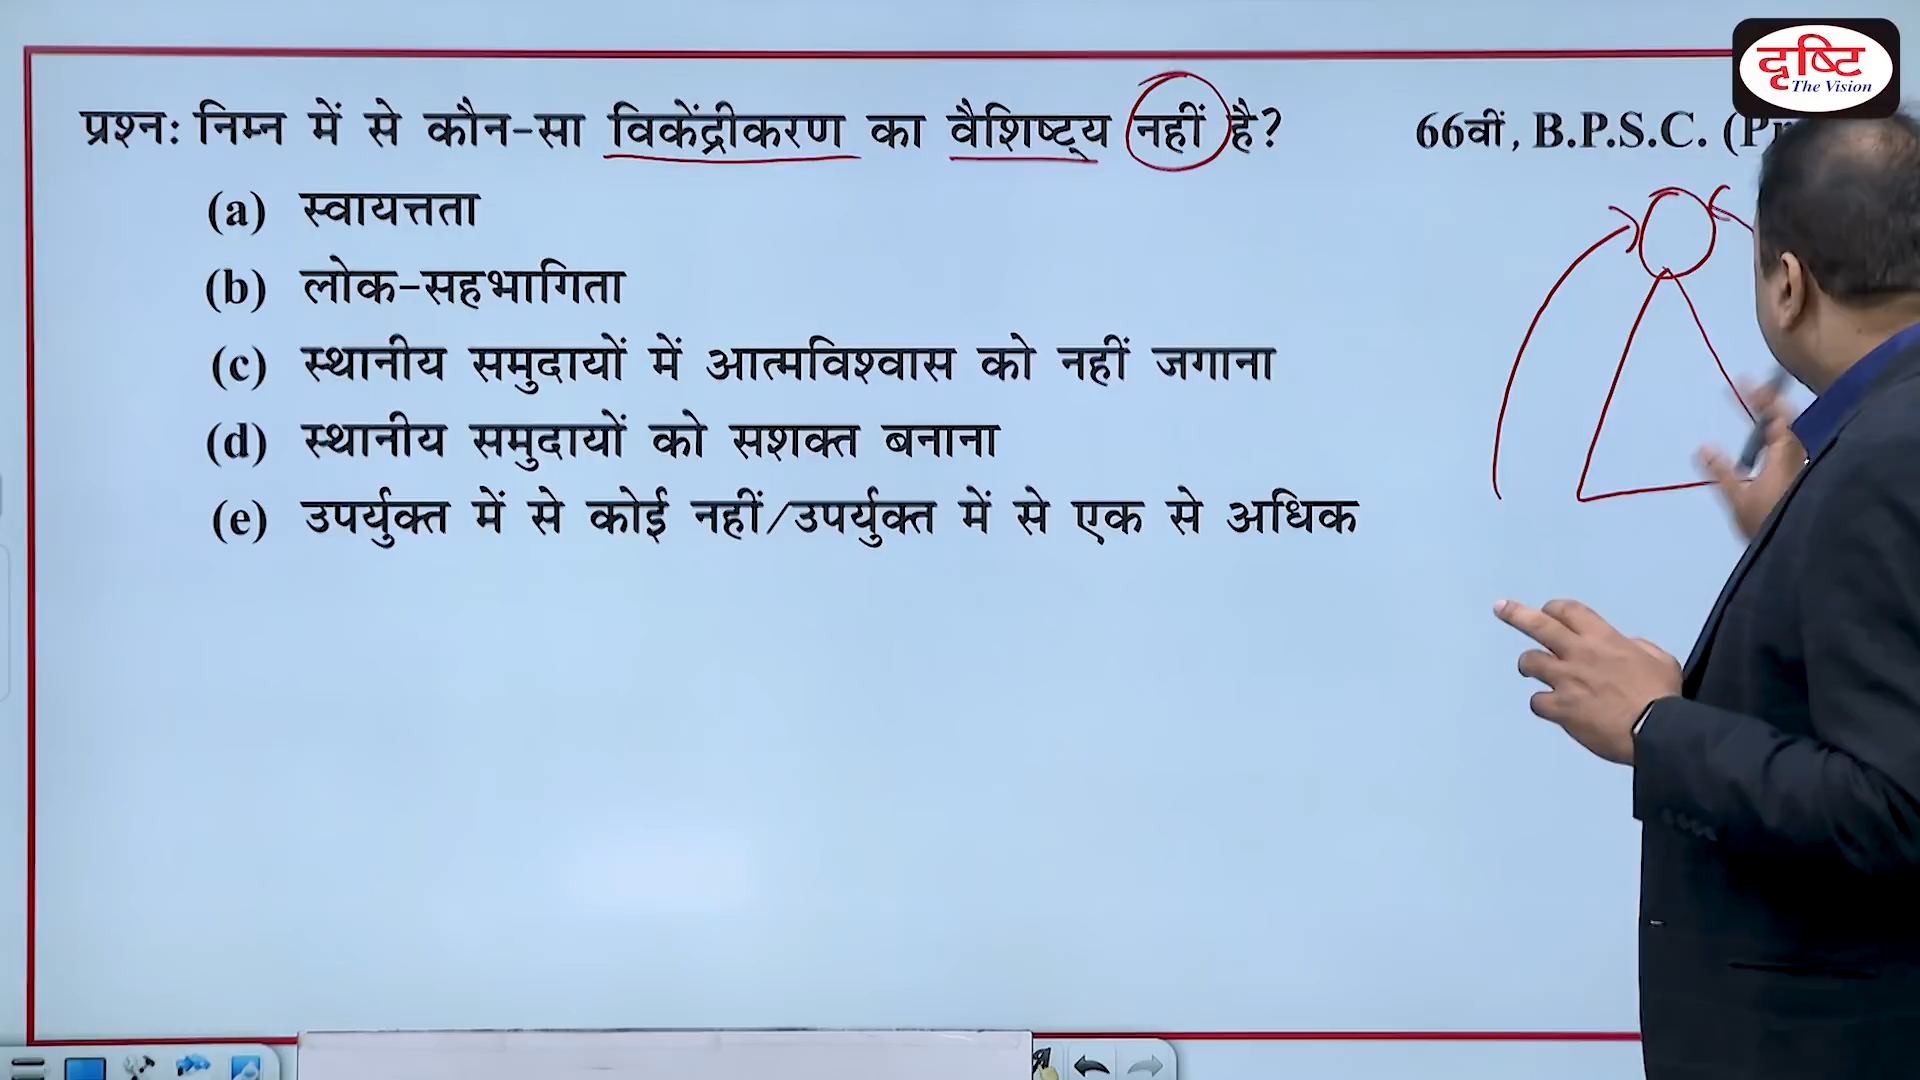 दृष्टि
The Vision
प्रश्न: निम्न में से कौन-सा विकेंद्रीकरण का वैशिष्ट्य नहीं है? 66वीं, B.P.S.C.
(a) स्वायत्तता
(b) लोक-सहभागिता
(c) स्थानीय समुदायों में आत्मविश्वास को नहीं जगाना
(d) स्थानीय समुदायों को सशक्त बनाना
(e) उपर्युक्त में से कोई नहीं/उपर्युक्त में से एक से अधिक